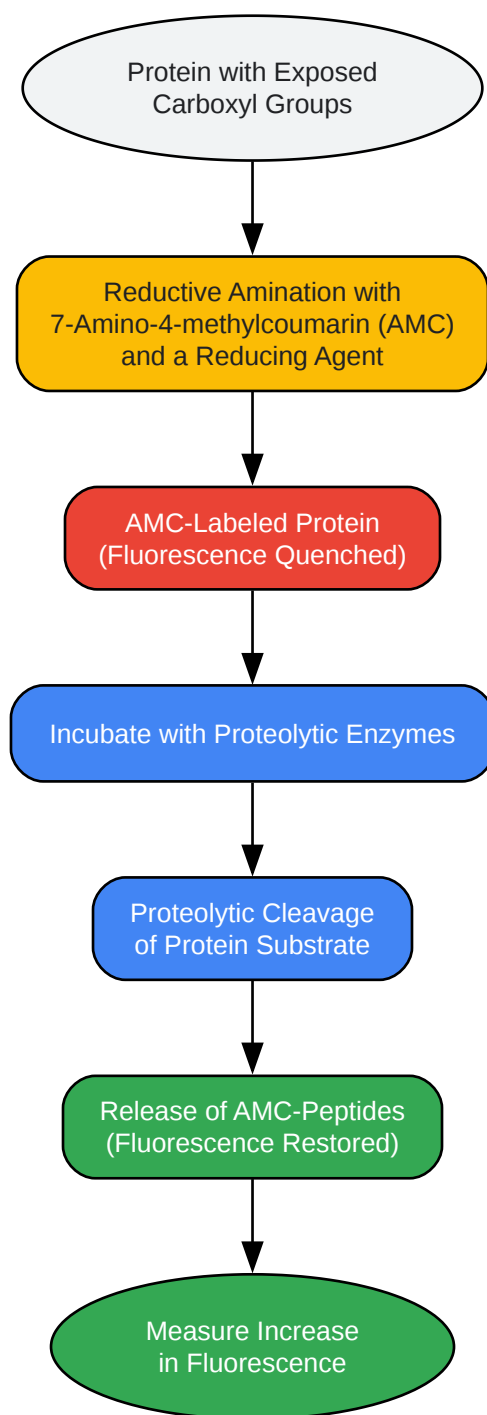 Protein with Exposed
Carboxyl Groups
Reductive Amination with
7-Amino-4-methylcoumarin (AMC)
and a Reducing Agent
AMC-Labeled Protein
(Fluorescence Quenched)
Incubate with Proteolytic Enzymes
Proteolytic Cleavage
of Protein Substrate
Release of AMC-Peptides
(Fluorescence Restored)
Measure Increase
in Fluorescence